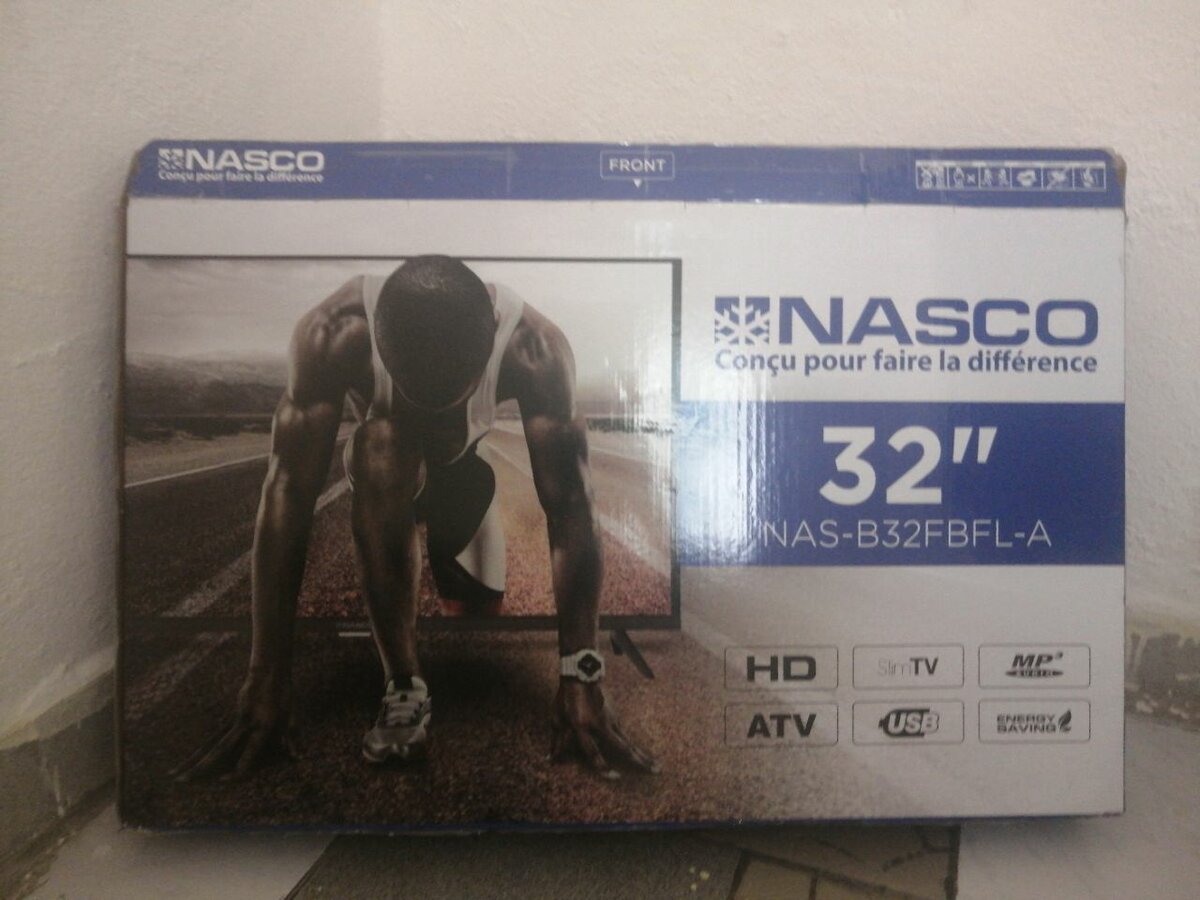 NASCO
Conçu pour faire la différence
FRONT
NASCO
Conçu pour faire la différence
32"
NAS-B32FBFL-A
HD
SlimTV
MP3
AUDIO
ATV
USB
ENERGY
SAVING